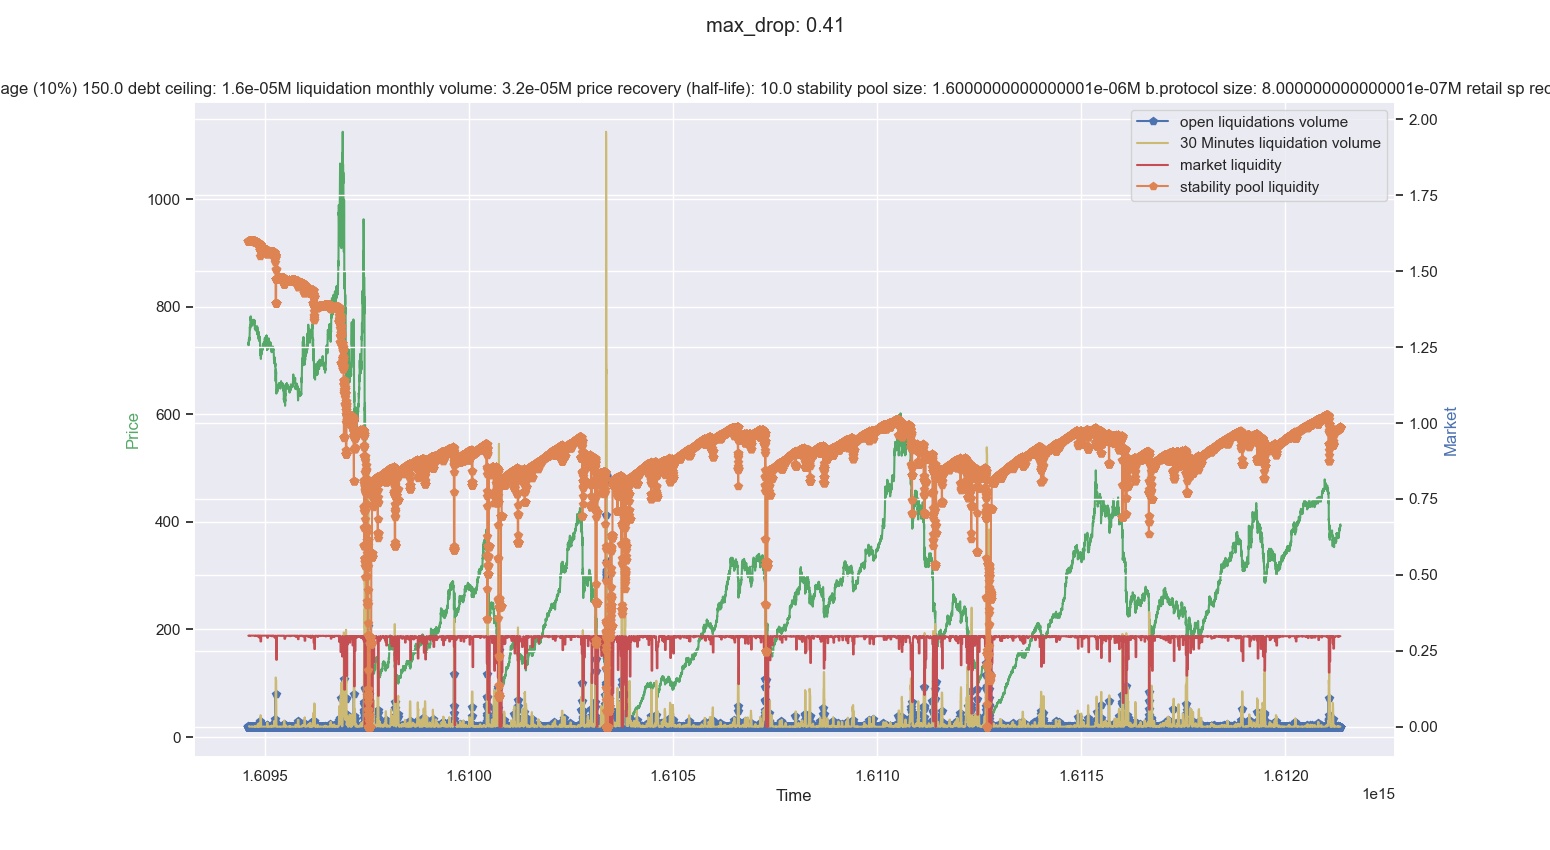 max_drop: 0.41
age (10%) 150.0 debt ceiling: 1.6e-05M liquidation monthly volume: 3.2e-05M price recovery (half-life): 10.0 stability pool size: 1.6000000000000001e-06M b.protocol size: 8.000000000000001e-07M retail sp rec
open liquidations volume
30 Minutes liquidation volume
market liquidity
stability pool liquidity
2.00
1.75
1.50
1.25
1.00
0.75
0.50
0.25
0.00
Market
1000
800
600
400
200
0
Price
1.6095 1.6100 1.6105 1.6110 1.6115 1.6120
1e15
Time